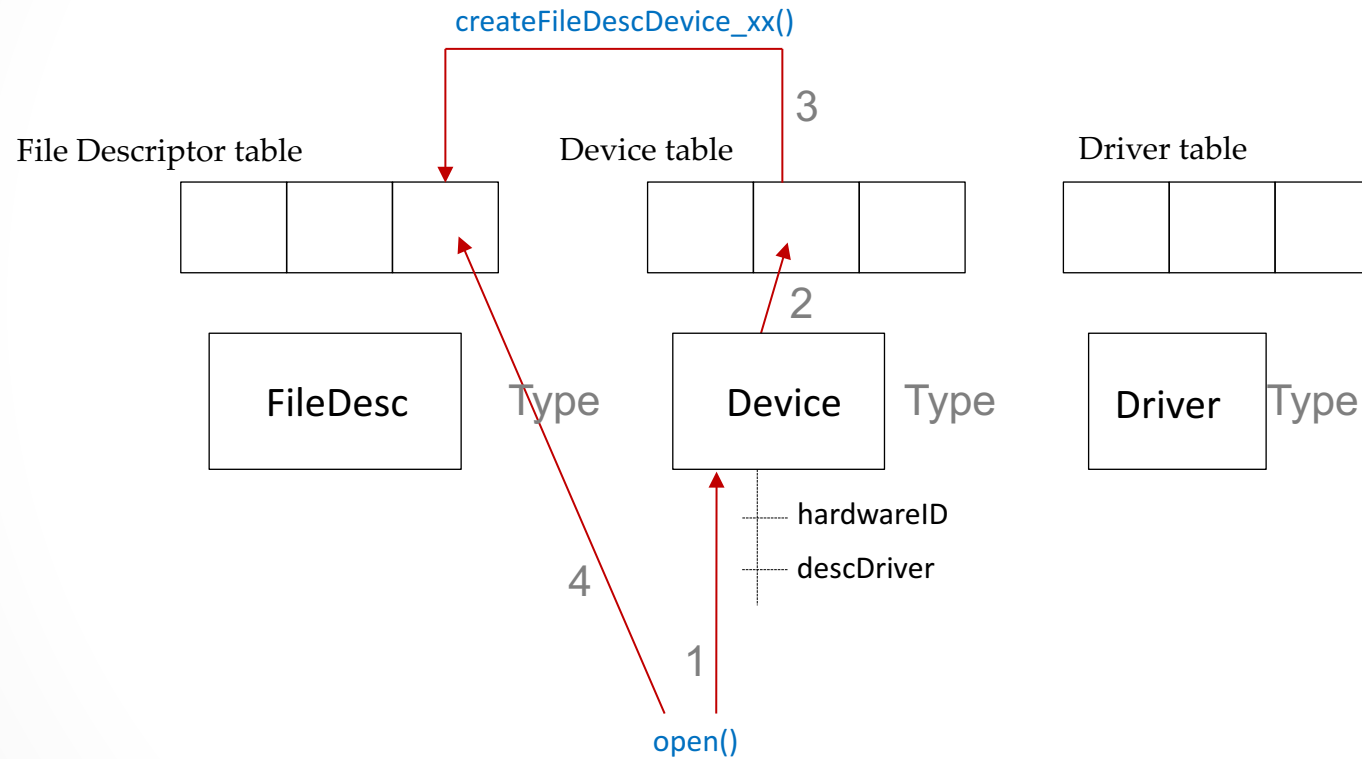 createFileDescDevice_xx()
3
File Descriptor table
Device table
Driver table
2
FileDesc
Type
Device
Type
Driver
Type
hardwareID
descDriver
4
1
open()